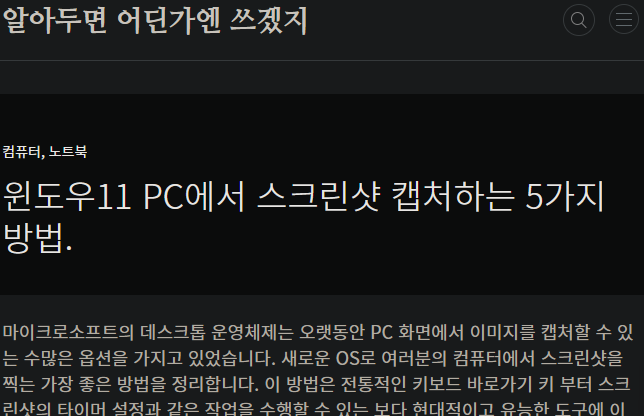 알아두면 어딘가엔 쓰겠지
컴퓨터, 노트북
윈도우11 PC에서 스크린샷 캡처하는 5가지
방법.
마이크로소프트의 데스크톱 운영체제는 오랫동안 PC 화면에서 이미지를 캡처할 수 있
는 수많은 옵션을 가지고 있었습니다. 새로운 OS로 여러분의 컴퓨터에서 스크린샷을
찍는 가장 좋은 방법을 정리합니다. 이 방법은 전통적인 키보드 바로가기 키 부터 스크
린샷의 타이머 설정과 같은 작업을 수행할 수 있는 보다 현대적이고 유능한 도구에 이